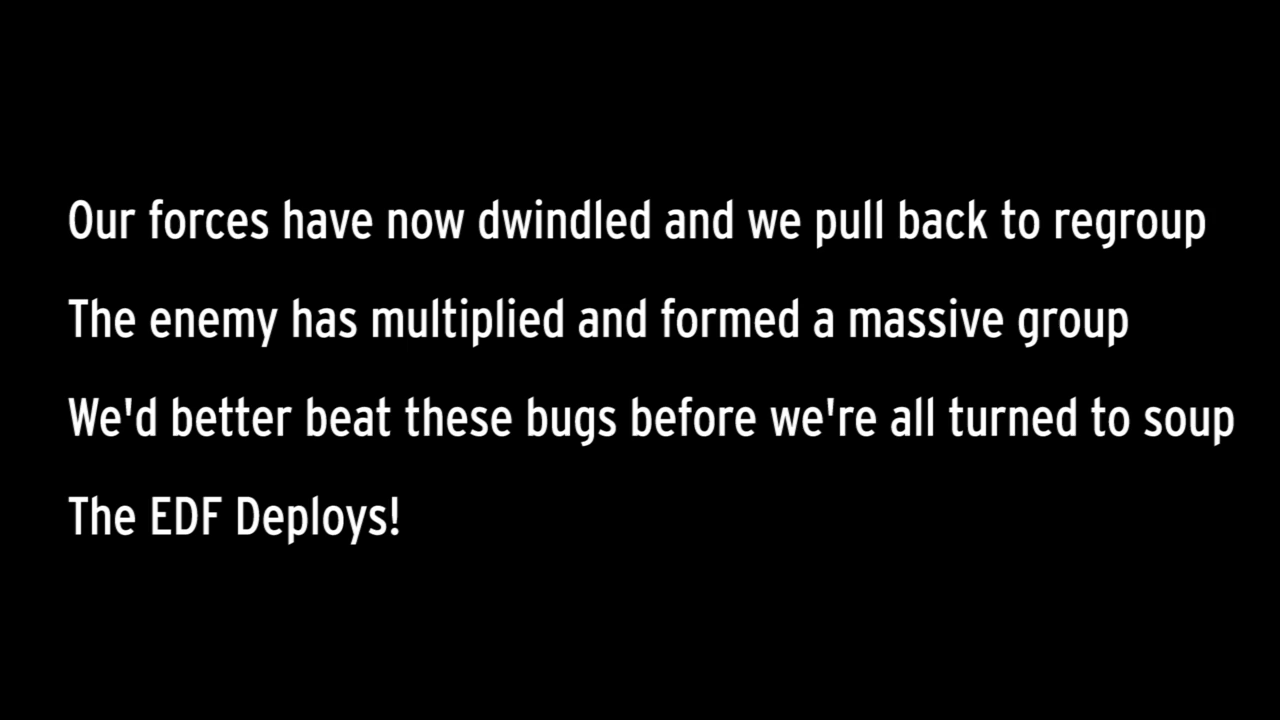 Our forces have now dwindled and we pull back to regroup
The enemy has multiplied and formed a massive group
We'd better beat these bugs before we're all turned to soup
The EDF Deploys!